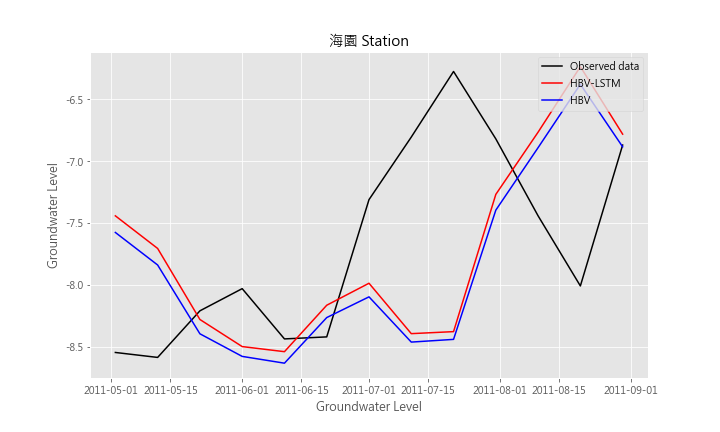 海園 Station
Observed data
HBV-LSTM
HBV
Groundwater Level
-6.5
-7.0
-7.5
-8.0
-8.5
2011-05-01 2011-05-15 2011-06-01 2011-06-15 2011-07-01 2011-07-15 2011-08-01 2011-08-15 2011-09-01
Groundwater Level